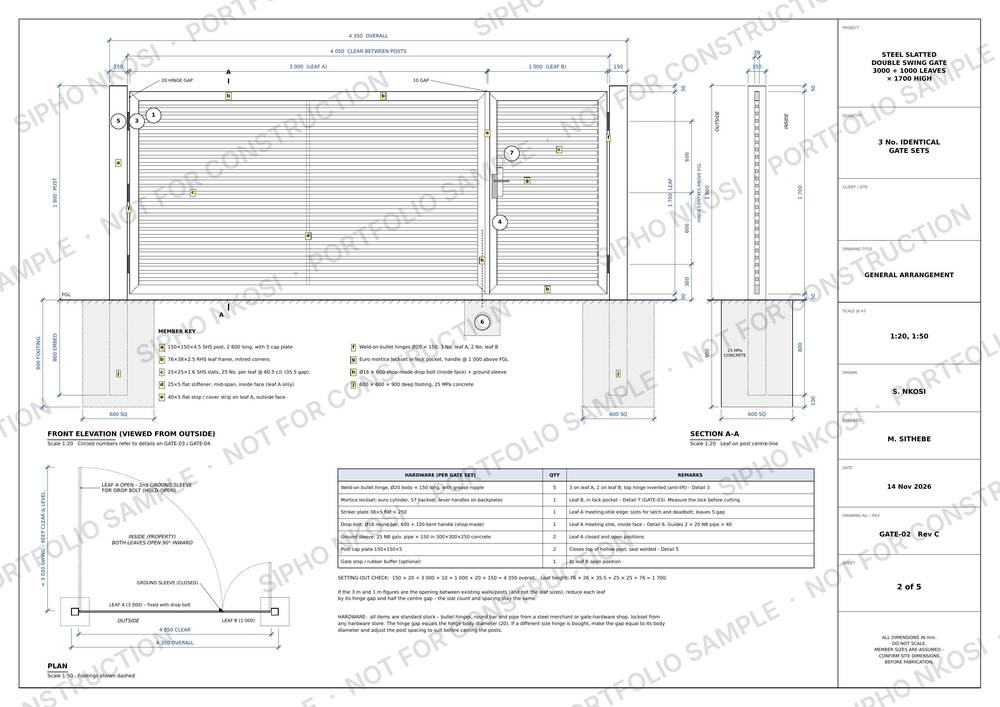 4 350 OVERALL
4 050 CLEAR BETWEEN POSTS
150
3 000 (LEAF A)
1 000 (LEAF B)
150
20 HINGE GAP
A
10 GAP
b
b
5
3
1
7
4
6
a
c
c
d
e
f
f
g
h
b
j
j
1 800 POST
FGL
900 FOOTING
800 EMBED
600 SQ
600 SQ
A
50
600
600
300
50
1 700 LEAF
HINGE CENTRES ABOVE FGL
MEMBER KEY
a 150×150×4.5 SHS post, 2 600 long, with 5 cap plate
b 76×38×2.5 RHS leaf frame, mitred corners
c 25×25×1.6 SHS slats, 25 No. per leaf @ 60.5 c/c (35.5 gap)
d 25×5 flat stiffener, mid-span, inside face (leaf A only)
e 40×5 flat stop / cover strip on leaf A, outside face
f Weld-on bullet hinges Ø20 × 150: 3 No. leaf A, 2 No. leaf B
g Euro mortice lockset in lock pocket, handle @ 1 000 above FGL
h Ø16 × 600 shop-made drop bolt (inside face) + ground sleeve
j 600 × 600 × 900 deep footing, 25 MPa concrete
FRONT ELEVATION (VIEWED FROM OUTSIDE)
Scale 1:20 Circled numbers refer to details on GATE-03 / GATE-04
38
150
OUTSIDE
INSIDE
1 800
50
1 700
50
900
25 MPa
CONCRETE
800
100
600 SQ
SECTION A-A
Scale 1:20 Leaf on post centre-line
LEAF A OPEN - 2nd GROUND SLEEVE
FOR DROP BOLT (HOLD-OPEN)
≈ 3 030 SWING - KEEP CLEAR & LEVEL
INSIDE (PROPERTY)
BOTH LEAVES OPEN 90° INWARD
GROUND SLEEVE (CLOSED)
LEAF A (3 000) - fixed with drop bolt
OUTSIDE
LEAF B (1 000)
4 050 CLEAR
4 350 OVERALL
PLAN
Scale 1:50 Footings shown dashed
HARDWARE (PER GATE SET) QTY REMARKS
Weld-on bullet hinge, Ø20 body × 150 long, with grease nipple 5 3 on leaf A, 2 on leaf B; top hinge inverted (anti-lift) - Detail 3
Mortice lockset: euro cylinder, 57 backset, lever handles on backplates 1 Leaf B, in lock pocket - Detail 7 (GATE-03). Measure the lock before cutting
Striker plate 38×5 flat × 250 1 Leaf A meeting-stile edge; slots for latch and deadbolt; leaves 5 gap
Drop bolt: Ø16 round bar, 600 + 100 bent handle (shop-made) 1 Leaf A meeting stile, inside face - Detail 6. Guides 2 × 20 NB pipe × 40
Ground sleeve: 25 NB galv. pipe × 150 in 300×300×250 concrete 2 Leaf A closed and open positions
Post cap plate 150×150×5 2 Closes top of hollow post; seal welded - Detail 5
Gate stop / rubber buffer (optional) 1 At leaf B open position
SETTING-OUT CHECK: 150 + 20 + 3 000 + 10 + 1 000 + 20 + 150 = 4 350 overall. Leaf height: 76 + 26 × 35.5 + 25 × 25 + 76 = 1 700.
If the 3 m and 1 m figures are the opening between existing walls/posts (and not the leaf sizes), reduce each leaf
by its hinge gap and half the centre gap - the slat count and spacing stay the same.
HARDWARE: all items are standard stock - bullet hinges, round bar and pipe from a steel merchant or gate-hardware shop, lockset from
any hardware store. The hinge gap equals the hinge body diameter (20). If a different size hinge is bought, make the gap equal to its body
diameter and adjust the post spacing to suit before casting the posts.
PROJECT
STEEL SLATTED
DOUBLE SWING GATE
3000 + 1000 LEAVES
× 1700 HIGH
QUANTITY
3 No. IDENTICAL
GATE SETS
CLIENT / SITE
DRAWING TITLE
GENERAL ARRANGEMENT
SCALE @ A3
1:20, 1:50
DRAWN
S. NKOSI
M. SITHEBE
DATE
14 Nov 2026
DRAWING No. / REV
GATE-02 Rev C
SHEET
2 of 5
ALL DIMENSIONS IN mm.
DO NOT SCALE.
MEMBER SIZES ARE ASSUMED -
CONFIRM SITE DIMENSIONS
BEFORE FABRICATION.
SIPHO NKOSI · PORTFOLIO SAMPLE · NOT FOR CONSTRUCTION